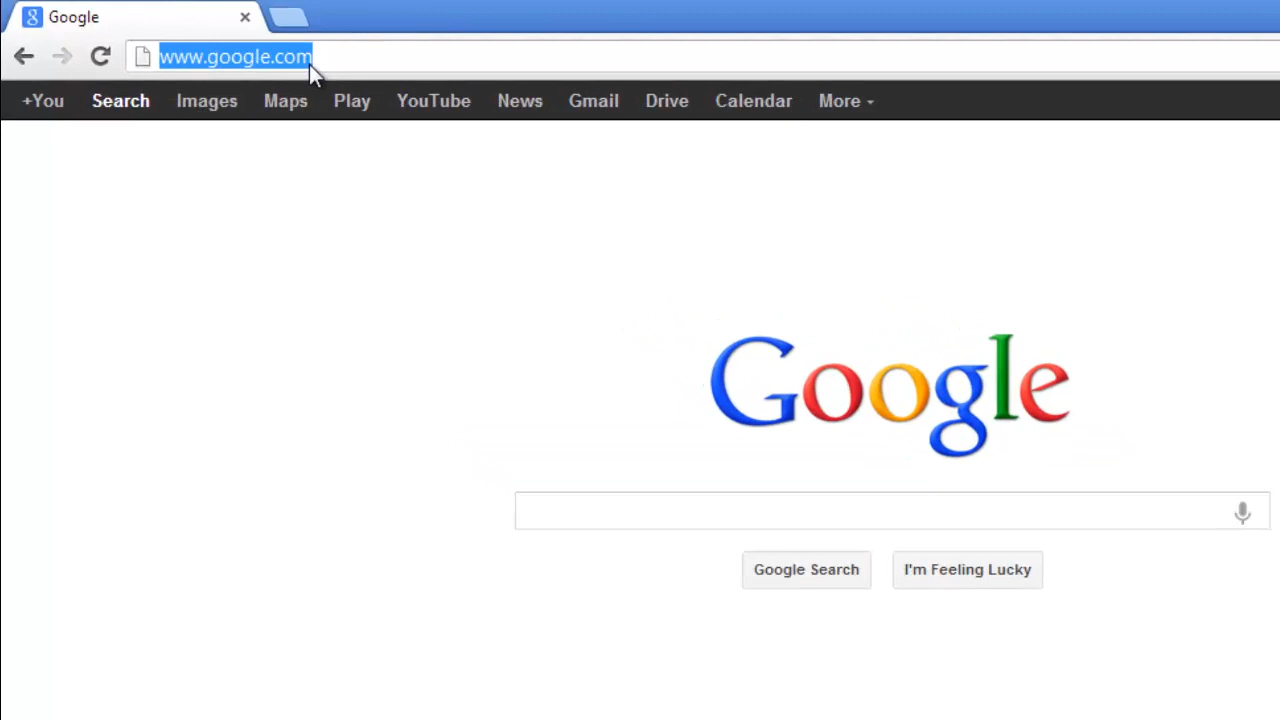 Google
www.google.com
+You Search Images Maps Play YouTube News Gmail Drive Calendar More
Google
Google Search I'm Feeling Lucky